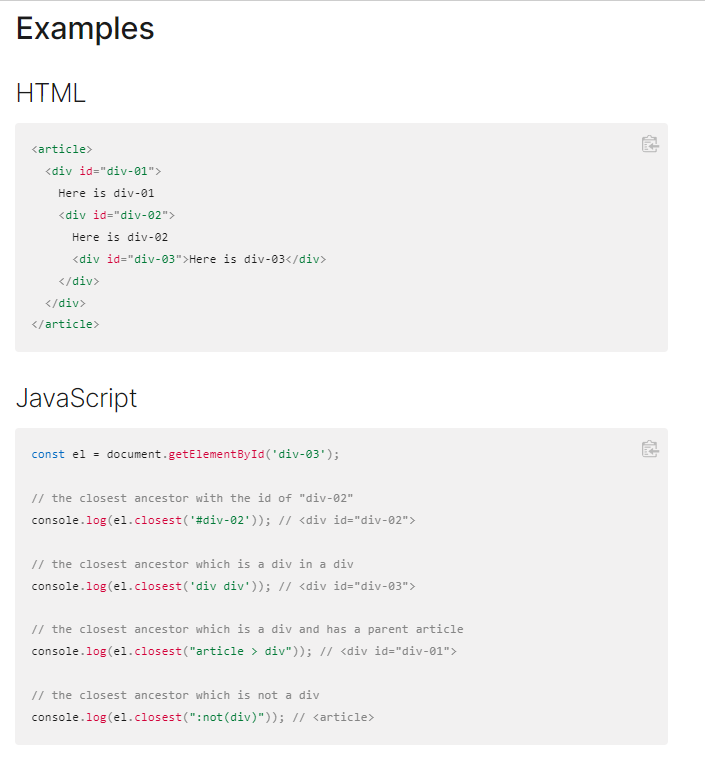 Examples
HTML
<article>
  <div id="div-01">
    Here is div-01
    <div id="div-02">
      Here is div-02
      <div id="div-03">Here is div-03</div>
    </div>
  </div>
</article>
JavaScript
const el = document.getElementById('div-03');
// the closest ancestor with the id of "div-02"
console.log(el.closest('#div-02')); // <div id="div-02">
// the closest ancestor which is a div in a div
console.log(el.closest('div div')); // <div id="div-03">
// the closest ancestor which is a div and has a parent article
console.log(el.closest("article > div")); // <div id="div-01">
// the closest ancestor which is not a div
console.log(el.closest(":not(div)")); // <article>